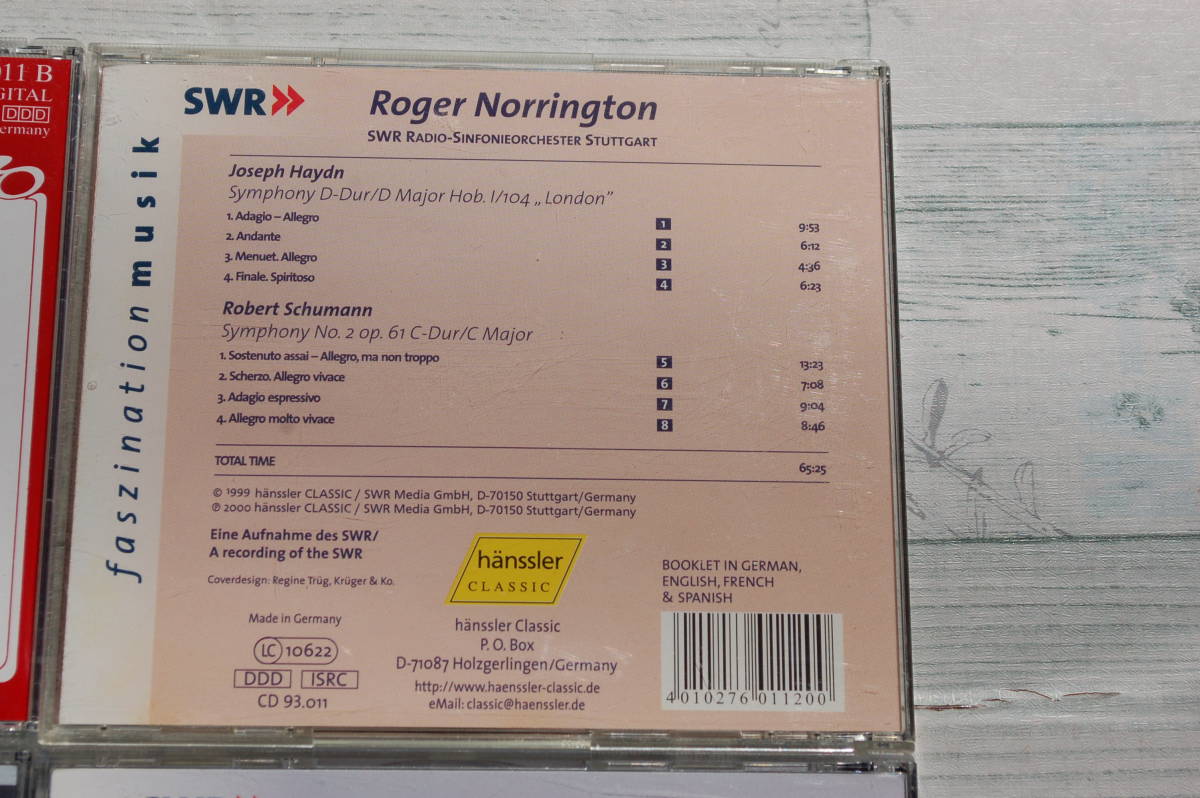 011 B
DDD
SWR
faszinationmusik
Roger Norrington
SWR RADIO-SINFONIEORCHESTER STUTTGART
Joseph Haydn
Symphony D-Dur/D Major Hob. I/104 „London”
1. Adagio – Allegro 1 9:53
2. Andante 2 6:12
3. Menuet. Allegro 3 4:36
4. Finale. Spiritoso 4 6:23
Robert Schumann
Symphony No. 2 op. 61 C-Dur/C Major
1. Sostenuto assai – Allegro, ma non troppo 5 13:23
2. Scherzo. Allegro vivace 6 7:08
3. Adagio espressivo 7 9:04
4. Allegro molto vivace 8 8:46
TOTAL TIME 65:25
© 1999 hänssler CLASSIC / SWR Media GmbH, D-70150 Stuttgart/Germany
℗ 2000 hänssler CLASSIC / SWR Media GmbH, D-70150 Stuttgart/Germany
Eine Aufnahme des SWR/
A recording of the SWR
Coverdesign: Regine Trüg, Krüger & Ko.
Made in Germany
LC 10622
DDD ISRC
CD 93.011
hänssler
CLASSIC
hänssler Classic
P. O. Box
D-71087 Holzgerlingen/Germany
http://www.haenssler-classic.de
eMail: classic@haenssler.de
BOOKLET IN GERMAN,
ENGLISH, FRENCH
& SPANISH
4 010276 011200